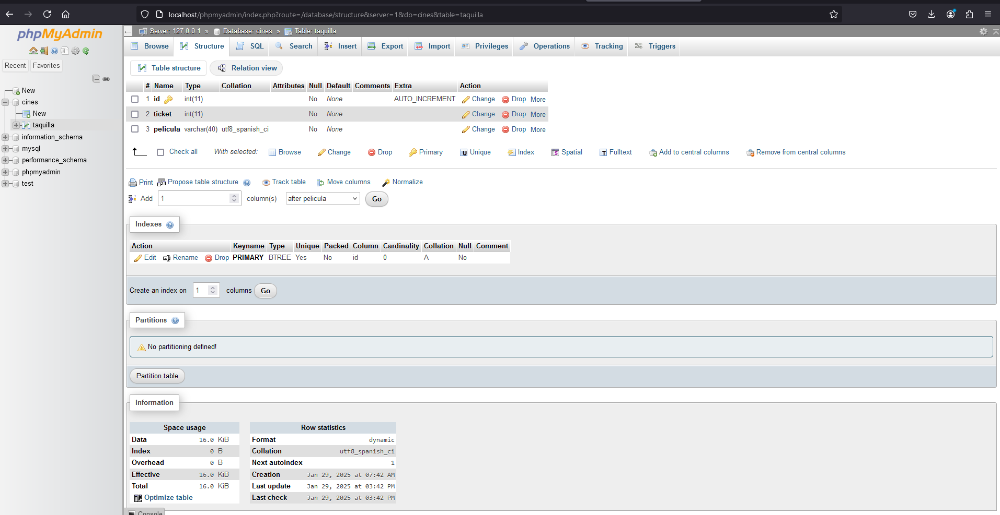 localhost/phpmyadmin/index.php?route=/database/structure&server=1&db=cines&table=taquilla
phpMyAdmin
Recent Favorites
New
cines
New
taquilla
information_schema
mysql
performance_schema
phpmyadmin
test
Server: 127.0.0.1 » Database: cines » Table: taquilla
Browse Structure SQL Search Insert Export Import Privileges Operations Tracking Triggers
Table structure Relation view
# Name Type Collation Attributes Null Default Comments Extra Action
1 id int(11) No None AUTO_INCREMENT Change Drop More
2 ticket int(11) No None Change Drop More
3 pelicula varchar(40) utf8_spanish_ci No None Change Drop More
Check all With selected: Browse Change Drop Primary Unique Index Spatial Fulltext Add to central columns Remove from central columns
Print Propose table structure Track table Move columns Normalize
Add 1 column(s) after pelicula Go
Indexes
Action Keyname Type Unique Packed Column Cardinality Collation Null Comment
Edit Rename Drop PRIMARY BTREE Yes No id 0 A No
Create an index on 1 columns Go
Partitions
No partitioning defined!
Partition table
Information
Space usage
Data 16.0 KiB
Index 0 B
Overhead 0 B
Effective 16.0 KiB
Total 16.0 KiB
Optimize table
Row statistics
Format dynamic
Collation utf8_spanish_ci
Next autoindex 1
Creation Jan 29, 2025 at 07:42 AM
Last update Jan 29, 2025 at 03:42 PM
Last check Jan 29, 2025 at 03:42 PM
Console